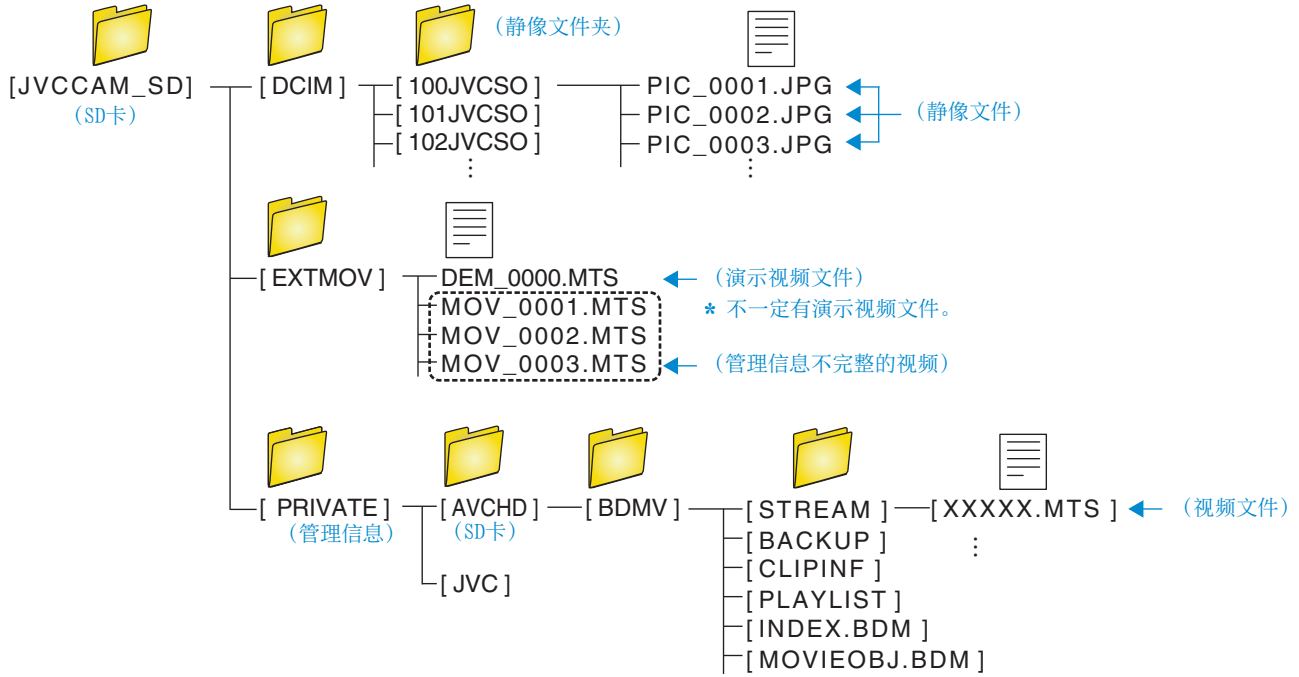 （静像文件夹）
[JVCCAM_SD]
（SD卡）
[ DCIM ]
[ 100JVCSO ]
[ 101JVCSO ]
[ 102JVCSO ]
⋮
PIC_0001.JPG
PIC_0002.JPG
PIC_0003.JPG
⋮
（静像文件）
[ EXTMOV ]
DEM_0000.MTS
MOV_0001.MTS
MOV_0002.MTS
MOV_0003.MTS
（演示视频文件）
* 不一定有演示视频文件。
（管理信息不完整的视频）
[ PRIVATE ]
（管理信息）
[ AVCHD ]
（SD卡）
[ JVC ]
[ BDMV ]
[ STREAM ]
[ BACKUP ]
[ CLIPINF ]
[ PLAYLIST ]
[ INDEX.BDM ]
[ MOVIEOBJ.BDM ]
[ XXXXX.MTS ]
⋮
（视频文件）